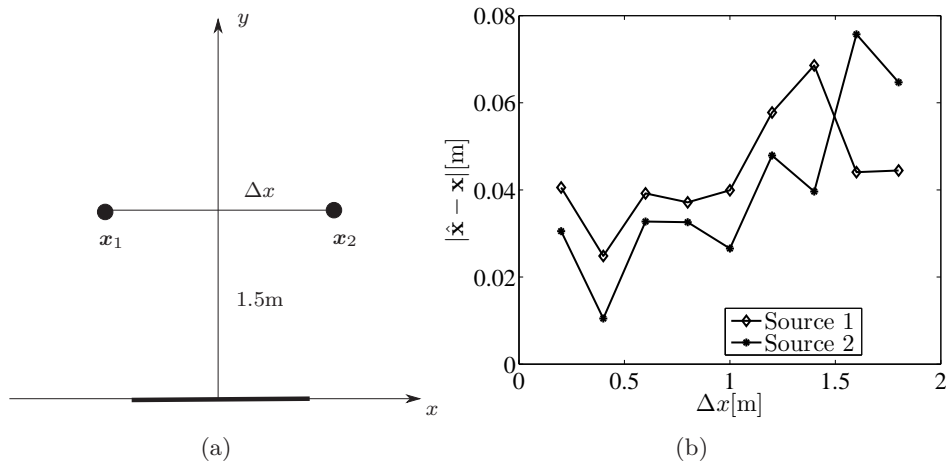 y
Δx
x₁
x₂
1.5m
x
(a)
0.08
0.06
0.04
0.02
0
|x̂ − x|[m]
Source 1
Source 2
0
0.5
1
1.5
2
Δx[m]
(b)